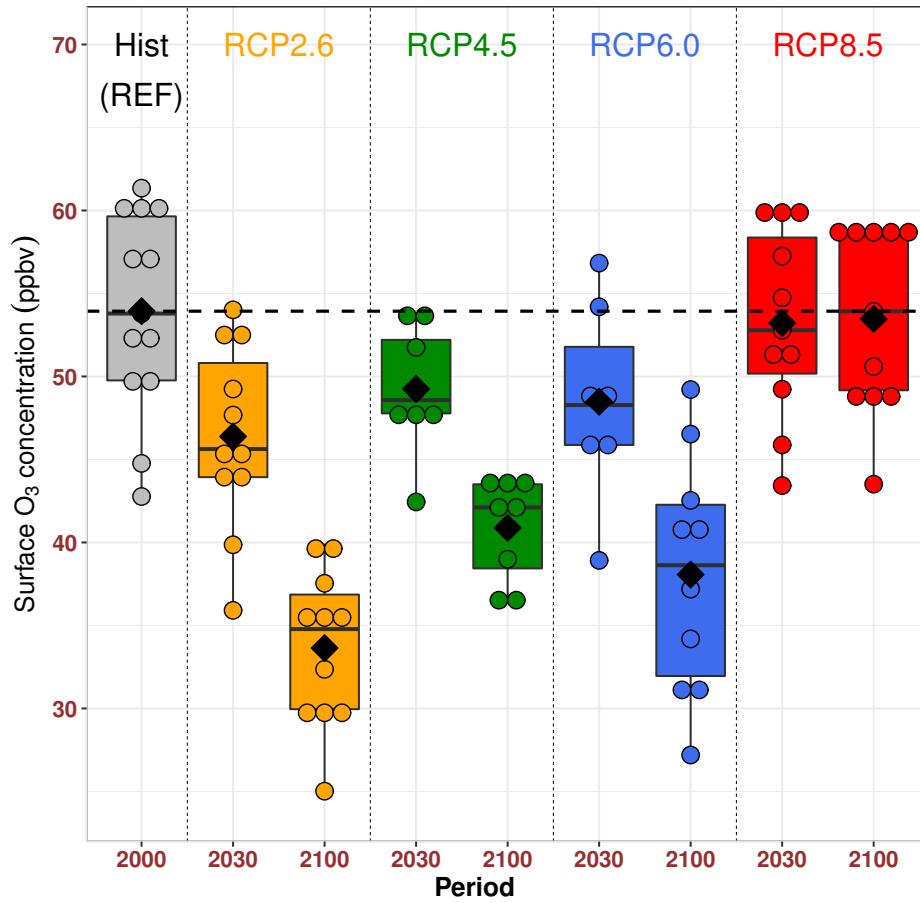 70
60
50
40
30
Surface O₃ concentration (ppbv)
Hist
(REF)
RCP2.6
RCP4.5
RCP6.0
RCP8.5
2000
2030
2100
2030
2100
2030
2100
2030
2100
Period